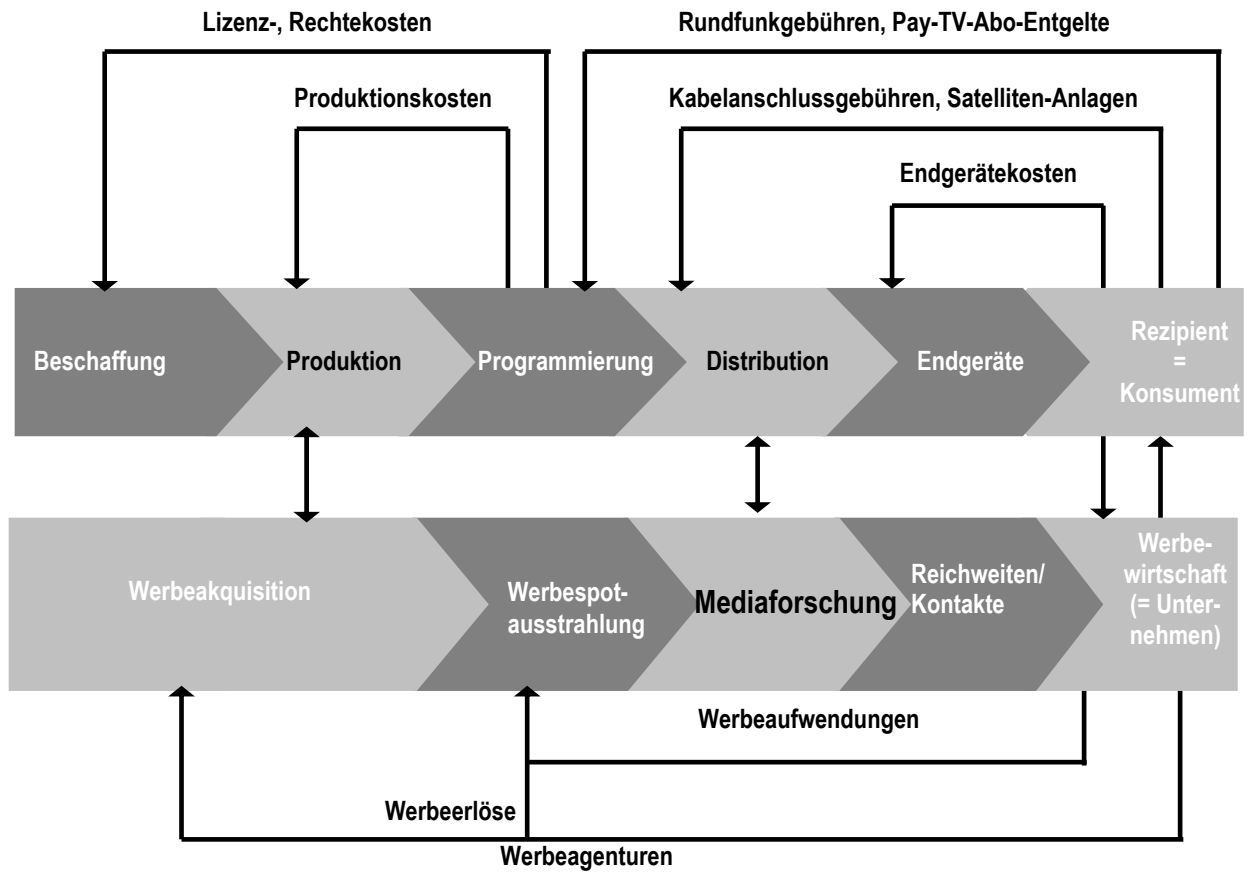 Lizenz-, Rechtekosten
Rundfunkgebühren, Pay-TV-Abo-Entgelte
Produktionskosten
Kabelanschlussgebühren, Satelliten-Anlagen
Endgerätekosten
Beschaffung
Produktion
Programmierung
Distribution
Endgeräte
Rezipient
=
Konsument
Werbeakquisition
Werbespot-
ausstrahlung
Mediaforschung
Reichweiten/
Kontakte
Werbe-
wirtschaft
(= Unter-
nehmen)
Werbeaufwendungen
Werbeerlöse
Werbeagenturen